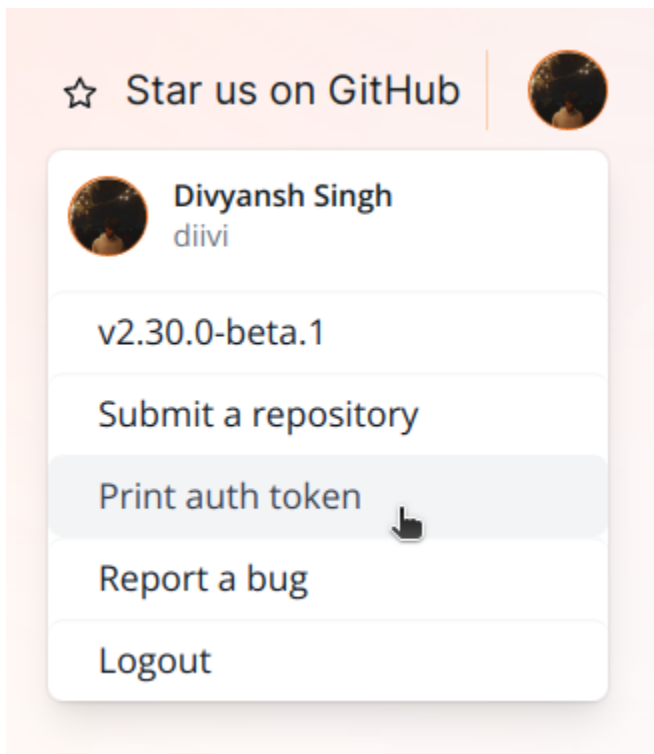 Star us on GitHub
Divyansh Singh
diivi
v2.30.0-beta.1
Submit a repository
Print auth token
Report a bug
Logout